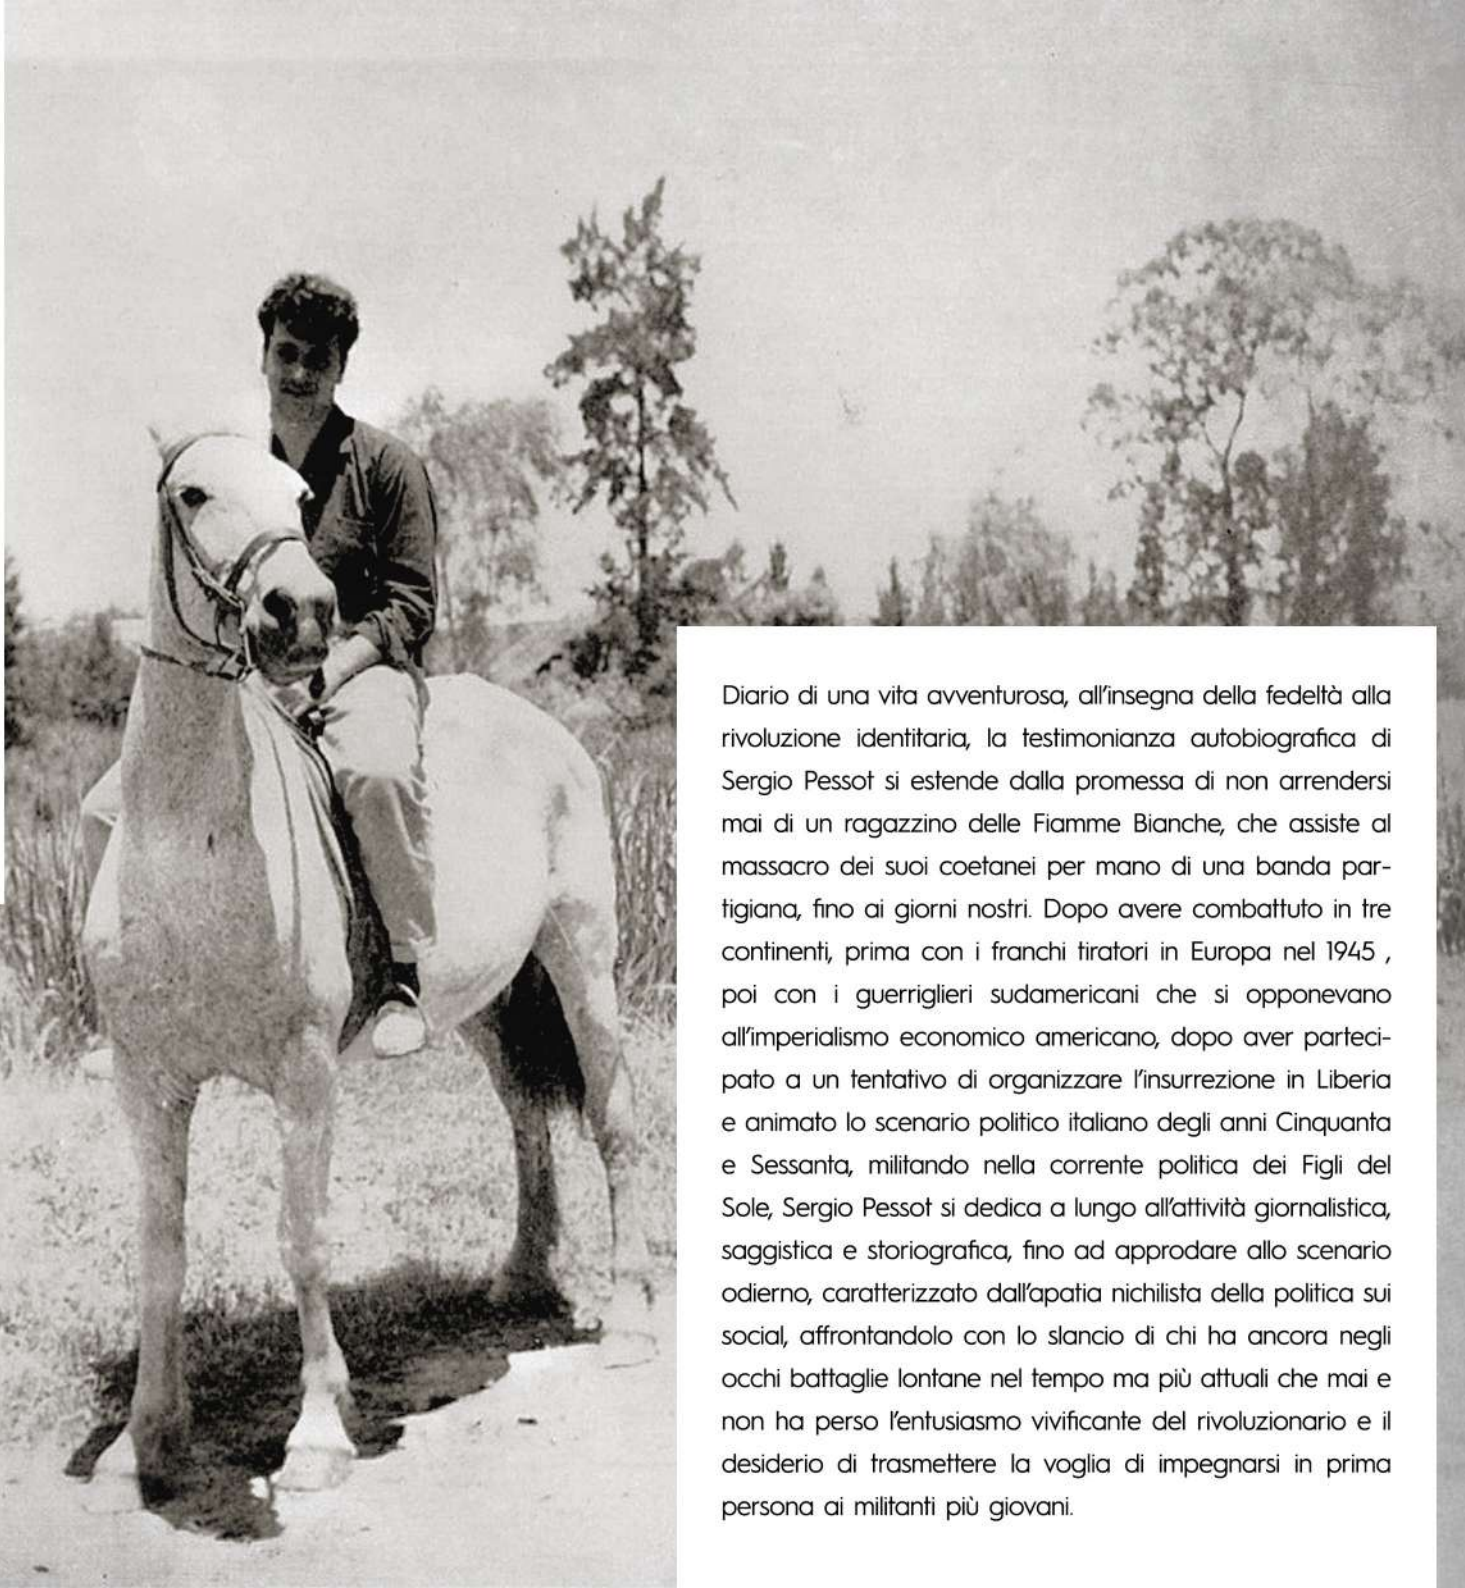 Diario di una vita avventurosa, all'insegna della fedeltà alla
rivoluzione identitaria, la testimonianza autobiografica di
Sergio Pessot si estende dalla promessa di non arrendersi
mai di un ragazzino delle Fiamme Bianche, che assiste al
massacro dei suoi coetanei per mano di una banda par-
tigiana, fino ai giorni nostri. Dopo avere combattuto in tre
continenti, prima con i franchi tiratori in Europa nel 1945 ,
poi con i guerriglieri sudamericani che si opponevano
all'imperialismo economico americano, dopo aver parteci-
pato a un tentativo di organizzare l'insurrezione in Liberia
e animato lo scenario politico italiano degli anni Cinquanta
e Sessanta, militando nella corrente politica dei Figli del
Sole, Sergio Pessot si dedica a lungo all'attività giornalistica,
saggistica e storiografica, fino ad approdare allo scenario
odierno, caratterizzato dall'apatia nichilista della politica sui
social, affrontandolo con lo slancio di chi ha ancora negli
occhi battaglie lontane nel tempo ma più attuali che mai e
non ha perso l'entusiasmo vivificante del rivoluzionario e il
desiderio di trasmettere la voglia di impegnarsi in prima
persona ai militanti più giovani.